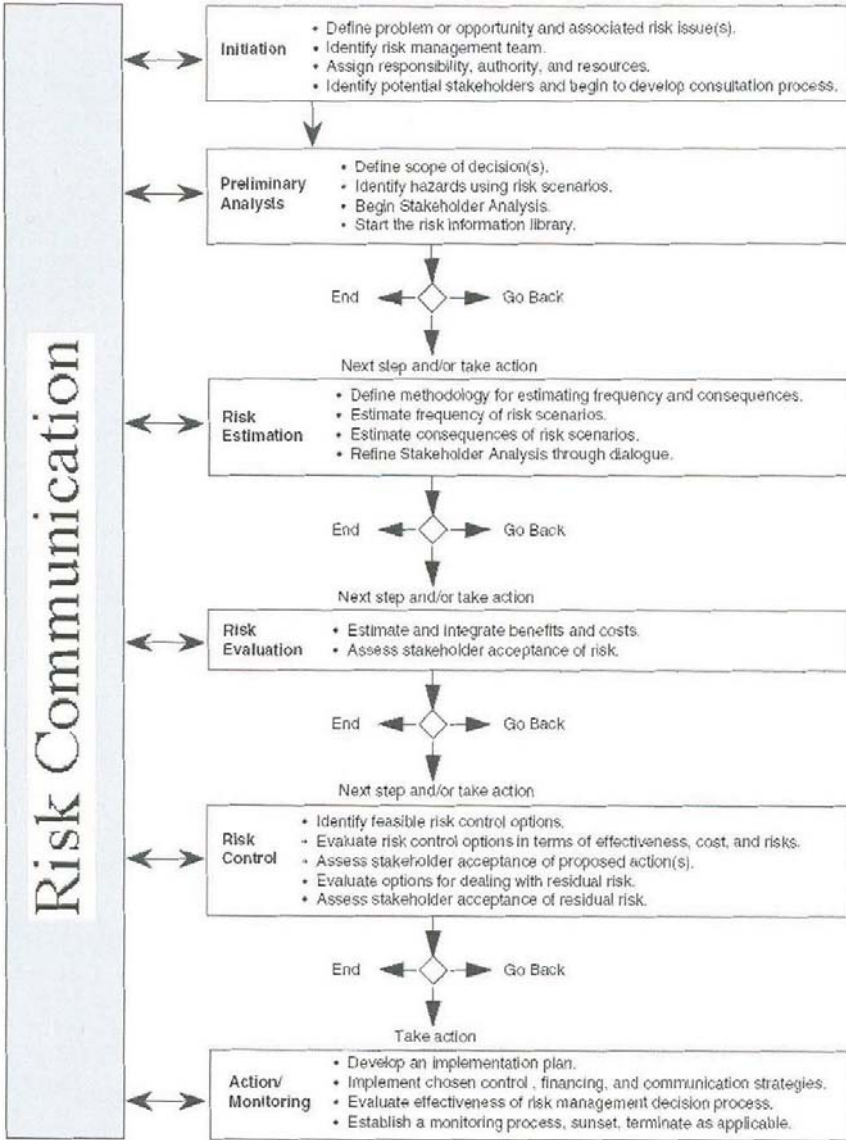 Risk Communication
Initiation
• Define problem or opportunity and associated risk issue(s).
• Identify risk management team.
• Assign responsibility, authority, and resources.
• Identify potential stakeholders and begin to develop consultation process.
Preliminary
Analysis
• Define scope of decision(s).
• Identify hazards using risk scenarios.
• Begin Stakeholder Analysis.
• Start the risk information library.
End
Go Back
Next step and/or take action
Risk
Estimation
• Define methodology for estimating frequency and consequences.
• Estimate frequency of risk scenarios.
• Estimate consequences of risk scenarios.
• Refine Stakeholder Analysis through dialogue.
End
Go Back
Next step and/or take action
Risk
Evaluation
• Estimate and integrate benefits and costs.
• Assess stakeholder acceptance of risk.
End
Go Back
Next step and/or take action
Risk
Control
• Identify feasible risk control options.
• Evaluate risk control options in terms of effectiveness, cost, and risks.
• Assess stakeholder acceptance of proposed action(s).
• Evaluate options for dealing with residual risk.
• Assess stakeholder acceptance of residual risk.
End
Go Back
Take action
Action/
Monitoring
• Develop an implementation plan.
• Implement chosen control , financing, and communication strategies.
• Evaluate effectiveness of risk management decision process.
• Establish a monitoring process, sunset, terminate as applicable.